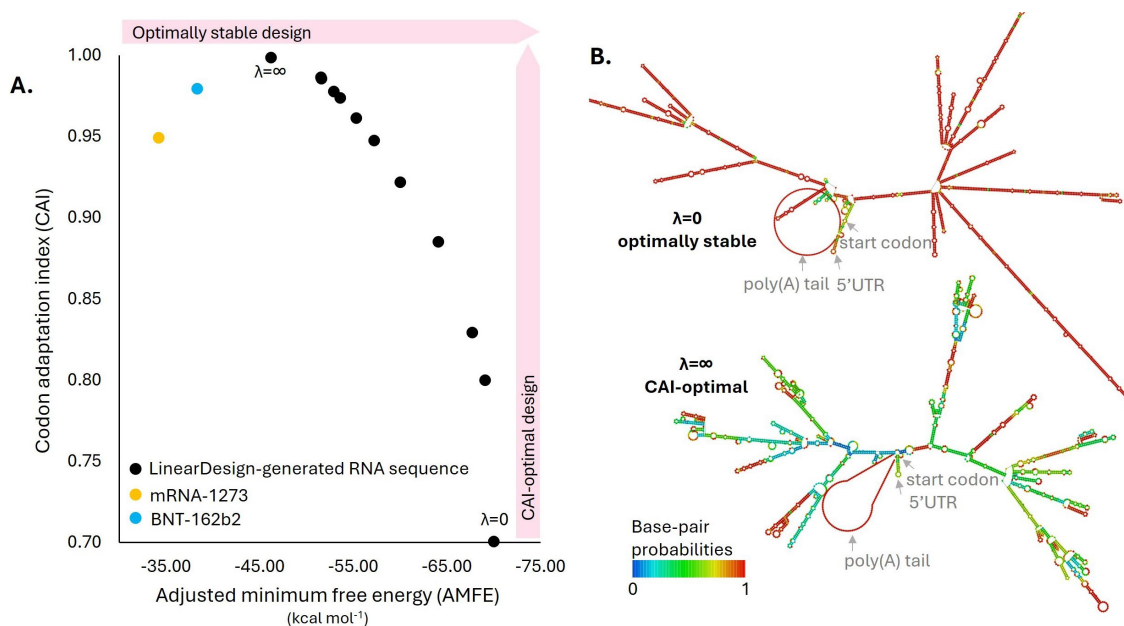 A.
Optimally stable design
Codon adaptation index (CAI)
1.00
0.95
0.90
0.85
0.80
0.75
0.70
λ=∞
λ=0
CAI-optimal design
LinearDesign-generated RNA sequence
mRNA-1273
BNT-162b2
-35.00 -45.00 -55.00 -65.00 -75.00
Adjusted minimum free energy (AMFE)
(kcal mol⁻¹)
B.
λ=0
optimally stable
start codon
poly(A) tail 5’UTR
λ=∞
CAI-optimal
start codon
5’UTR
poly(A) tail
Base-pair
probabilities
0 1